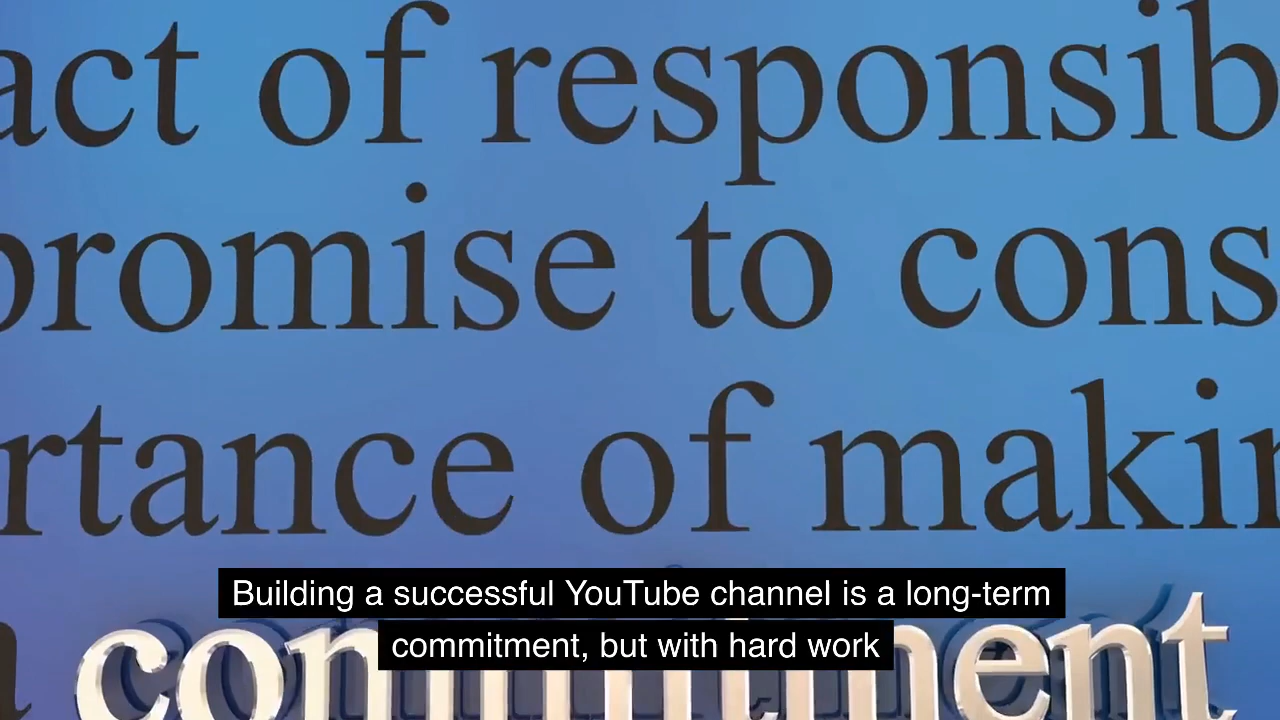 act of responsib
promise to cons
rtance of makin
Building a successful YouTube channel is a long-term
commitment, but with hard work
commitment